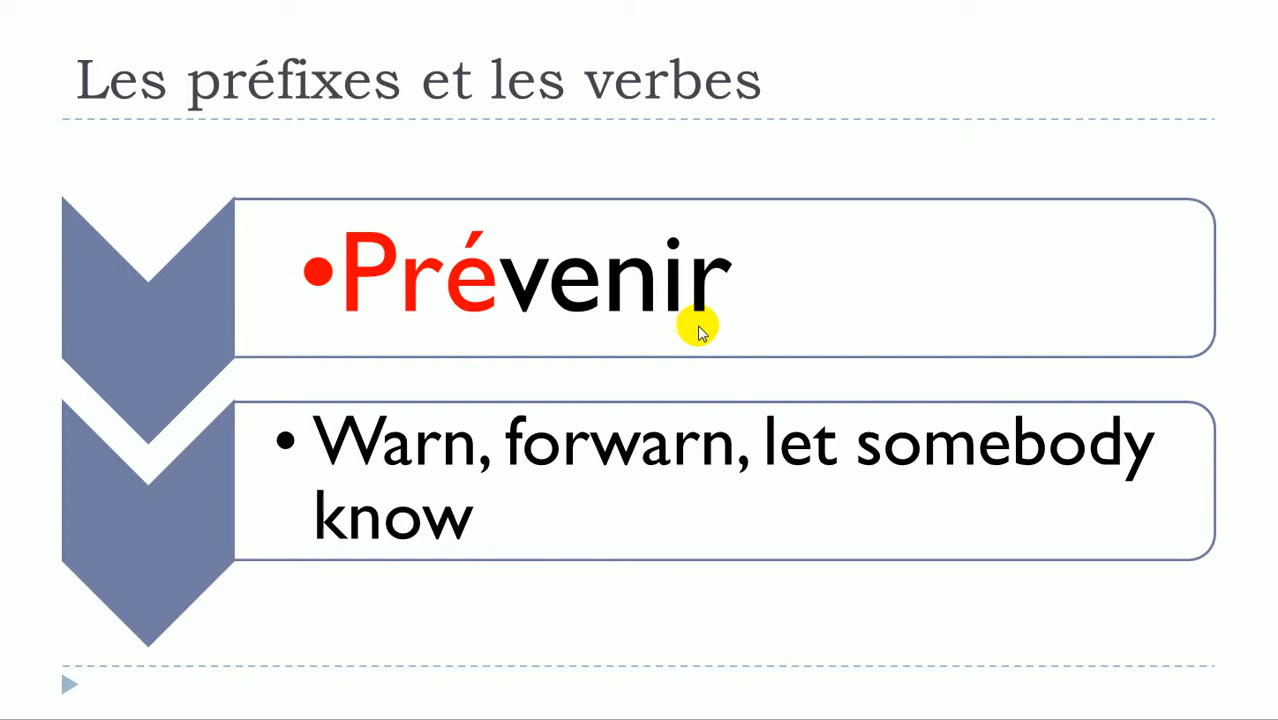 Les préfixes et les verbes
•Prévenir
• Warn, forwarn, let somebody
know